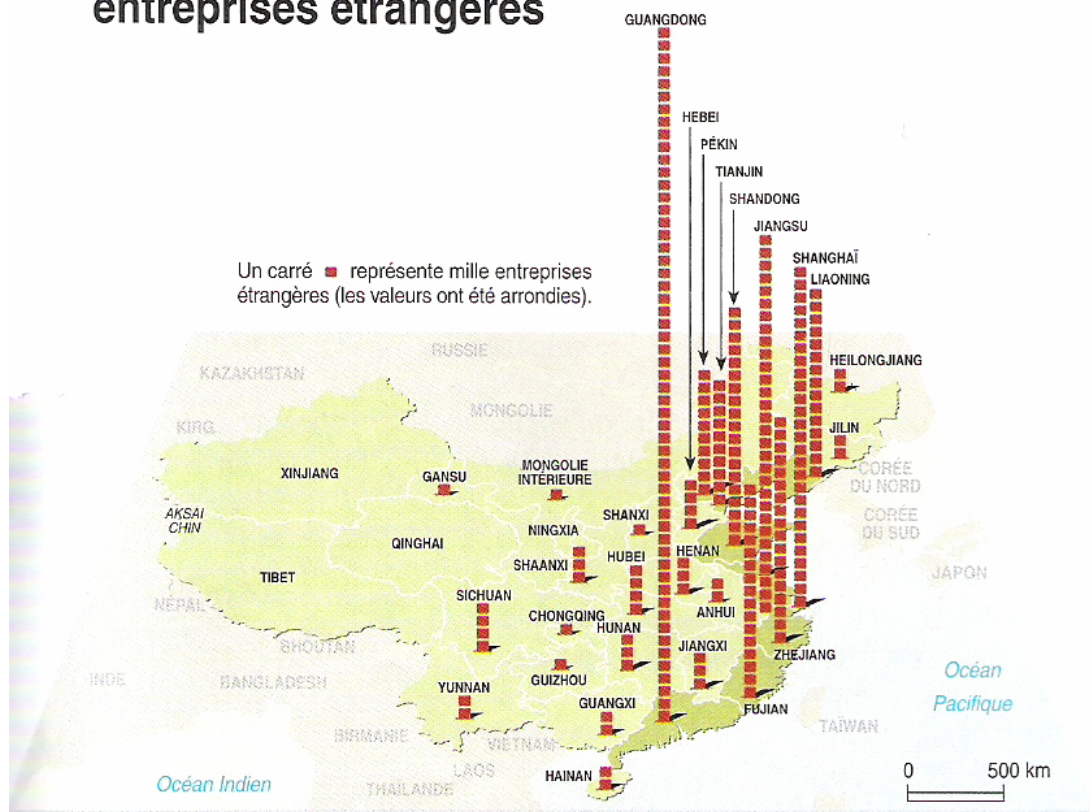 entreprises étrangères
GUANGDONG
HEBEI
PÉKIN
TIANJIN
SHANDONG
JIANGSU
SHANGHAÏ
LIAONING
Un carré représente mille entreprises
étrangères (les valeurs ont été arrondies).
HEILONGJIANG
RUSSIE
KAZAKHSTAN
MONGOLIE
KIRG.
JILIN
XINJIANG
GANSU
MONGOLIE
INTÉRIEURE
CORÉE
DU NORD
AKSAI
CHIN
SHANXI
NINGXIA
CORÉE
DU SUD
QINGHAI
HUBEI
HENAN
SHAANXI
JAPON
TIBET
SICHUAN
NÉPAL
CHONGQING
ANHUI
HUNAN
BHOUTAN
JIANGXI
ZHEJIANG
INDE
BANGLADESH
GUIZHOU
YUNNAN
Océan
Pacifique
GUANGXI
FUJIAN
TAÏWAN
BIRMANIE
VIETNAM
LAOS
HAINAN
THAÏLANDE
Océan Indien
0 500 km